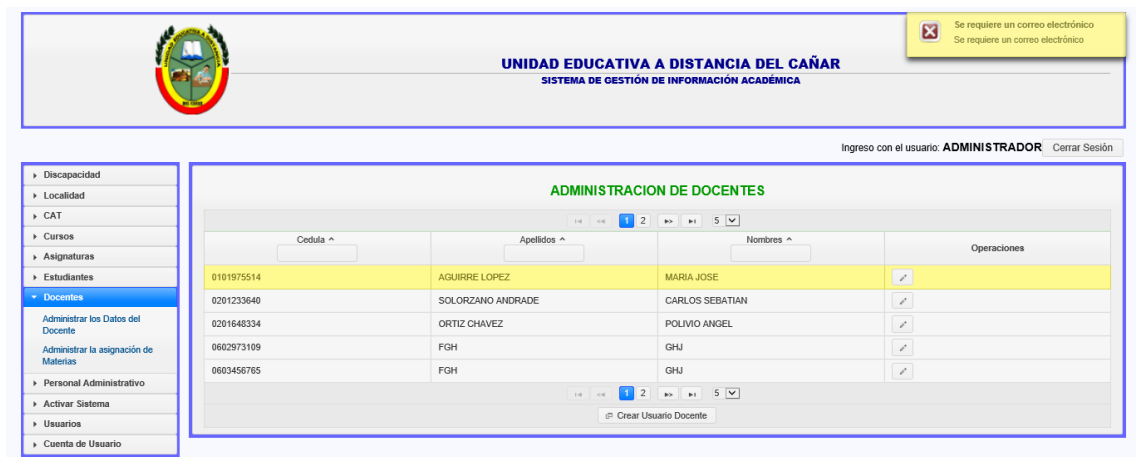 Se requiere un correo electrónico
Se requiere un correo electrónico
UNIDAD EDUCATIVA A DISTANCIA DEL CAÑAR
SISTEMA DE GESTIÓN DE INFORMACIÓN ACADÉMICA
Ingreso con el usuario: ADMINISTRADOR Cerrar Sesión
Discapacidad
Localidad
CAT
Cursos
Asignaturas
Estudiantes
Docentes
Administrar los Datos del
Docente
Administrar la asignación de
Materias
Personal Administrativo
Activar Sistema
Usuarios
Cuenta de Usuario
ADMINISTRACION DE DOCENTES
1 2 5
Cedula Apellidos Nombres Operaciones
0101975514 AGUIRRE LOPEZ MARIA JOSE
0201233640 SOLORZANO ANDRADE CARLOS SEBATIAN
0201648334 ORTIZ CHAVEZ POLIVIO ANGEL
0602973109 FGH GHJ
0603456765 FGH GHJ
1 2 5
Crear Usuario Docente